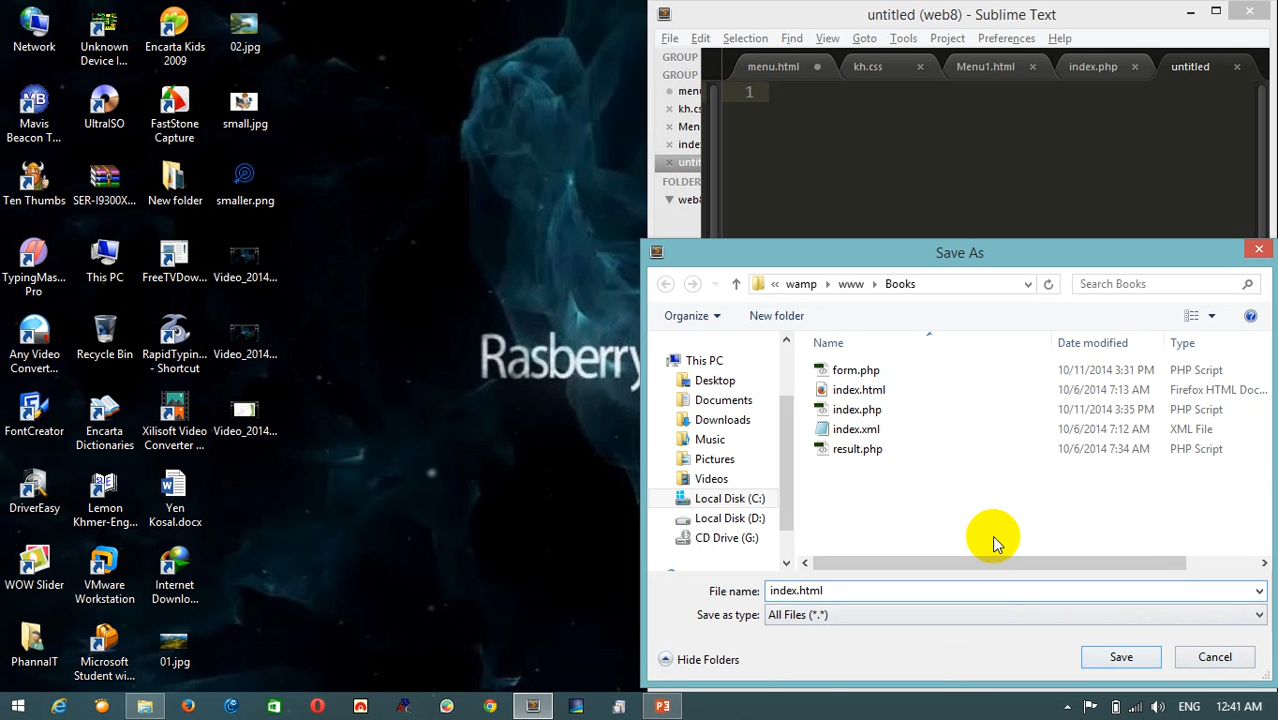 Network
Unknown
Device I...
Encarta Kids
2009
02.jpg
Mavis
Beacon T...
UltraISO
FastStone
Capture
small.jpg
Ten Thumbs
SER-I9300X...
New folder
smaller.png
TypingMas...
Pro
This PC
FreeTVDow...
Video_2014...
Any Video
Convert...
Recycle Bin
RapidTyping...
- Shortcut
Video_2014...
FontCreator
Encarta
Dictionaries
Xilisoft Video
Converter ...
Video_2014...
DriverEasy
Lemon
Khmer-Eng...
Yen
Kosal.docx
WOW Slider
VMware
Workstation
Internet
Downlo...
PhannaIT
Microsoft
Student wi...
01.jpg
Rasberry
untitled (web8) - Sublime Text
File Edit Selection Find View Goto Tools Project Preferences Help
GROUP
GROUP
menu
kh.cs
Men
inde
untit
FOLDER
web8
menu.html kh.css Menu1.html index.php untitled
1
Save As
« wamp www Books
Search Books
Organize New folder
This PC
Desktop
Documents
Downloads
Music
Pictures
Videos
Local Disk (C:)
Local Disk (D:)
CD Drive (G:)
Name Date modified Type
form.php 10/11/2014 3:31 PM PHP Script
index.html 10/6/2014 7:13 AM Firefox HTML Doc...
index.php 10/11/2014 3:35 PM PHP Script
index.xml 10/6/2014 7:12 AM XML File
result.php 10/6/2014 7:34 AM PHP Script
File name: index.html
Save as type: All Files (*.*)
Hide Folders Save Cancel
ENG 12:41 AM